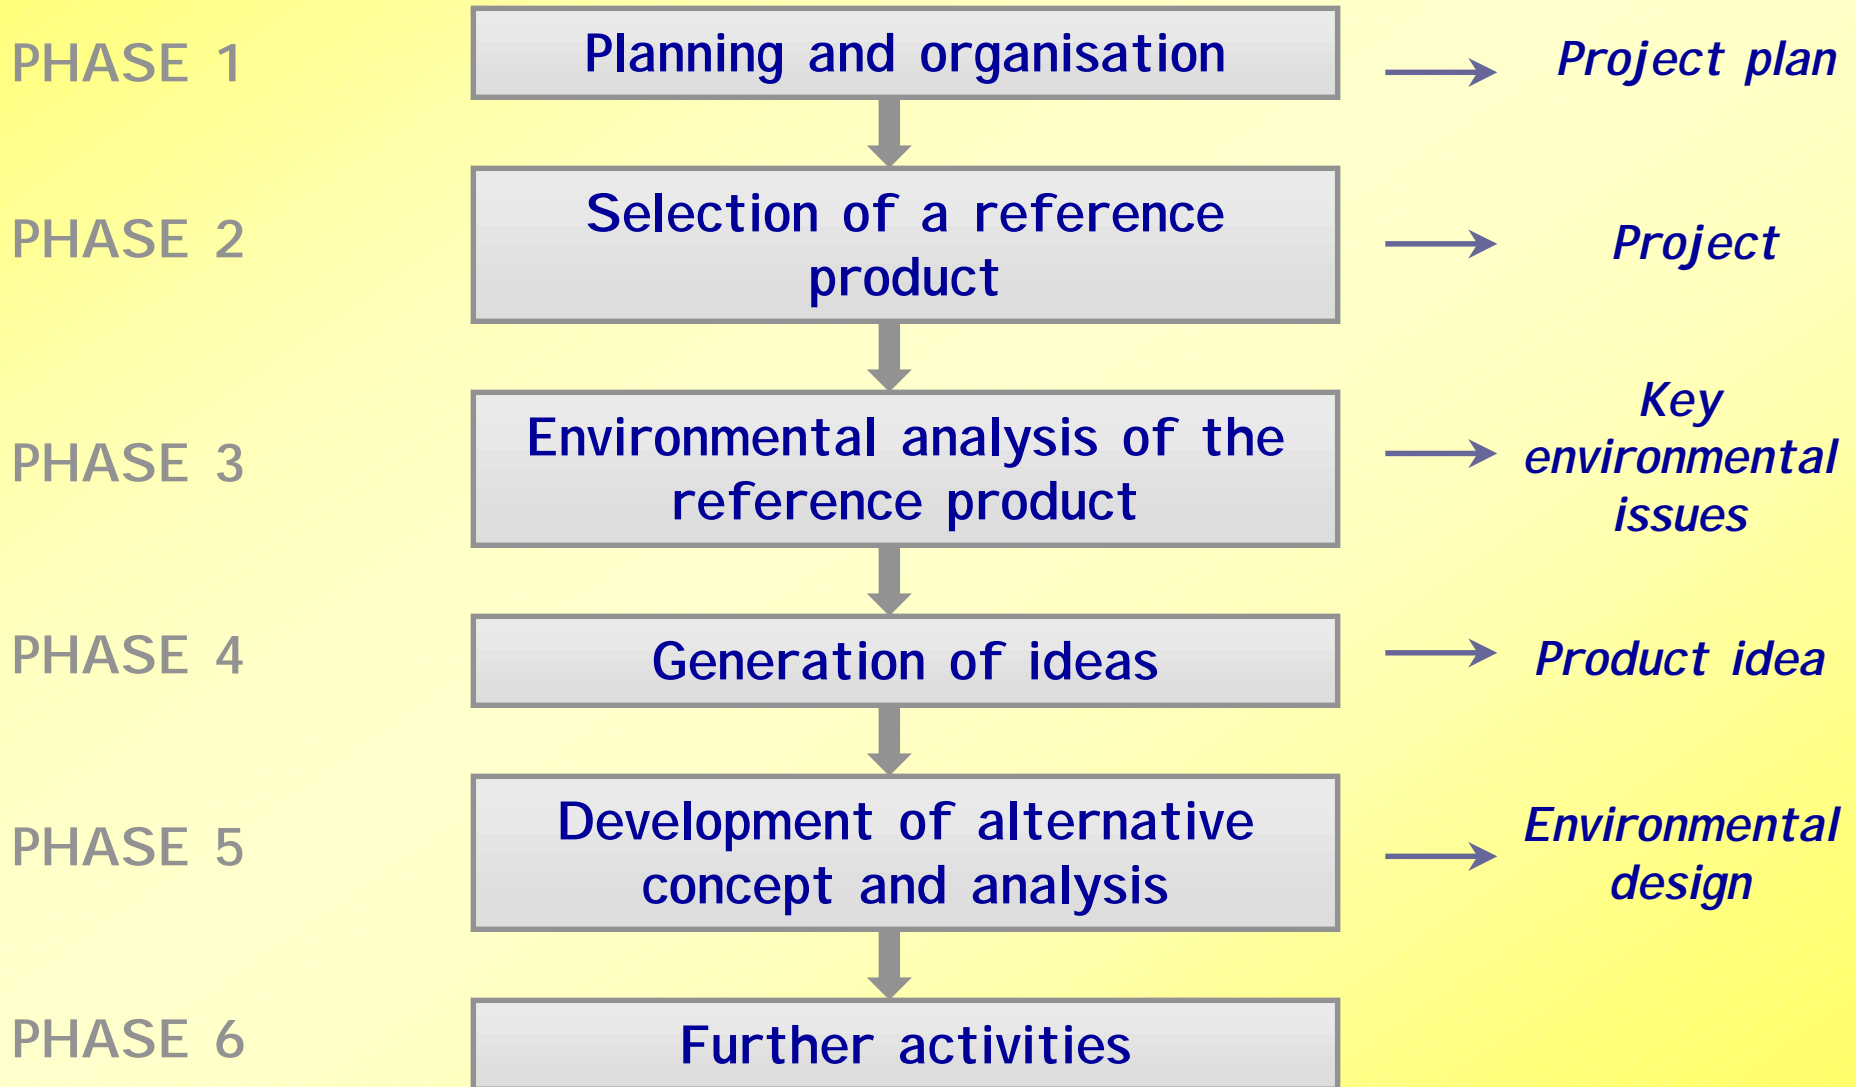 PHASE 1
Planning and organisation
Project plan
PHASE 2
Selection of a reference
product
Project
PHASE 3
Environmental analysis of the
reference product
Key
environmental
issues
PHASE 4
Generation of ideas
Product idea
PHASE 5
Development of alternative
concept and analysis
Environmental
design
PHASE 6
Further activities